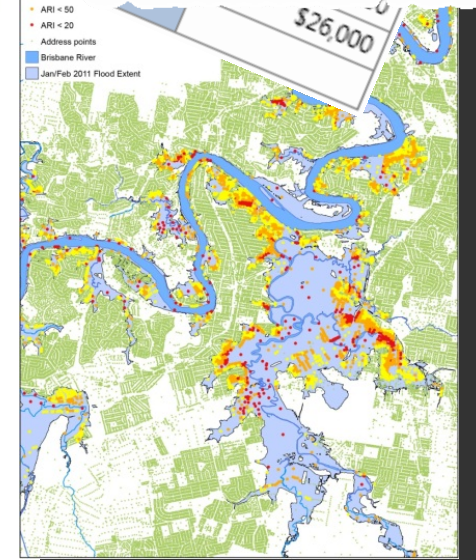 ARI < 50
ARI < 20
Address points
Brisbane River
Jan/Feb 2011 Flood Extent
$26,000